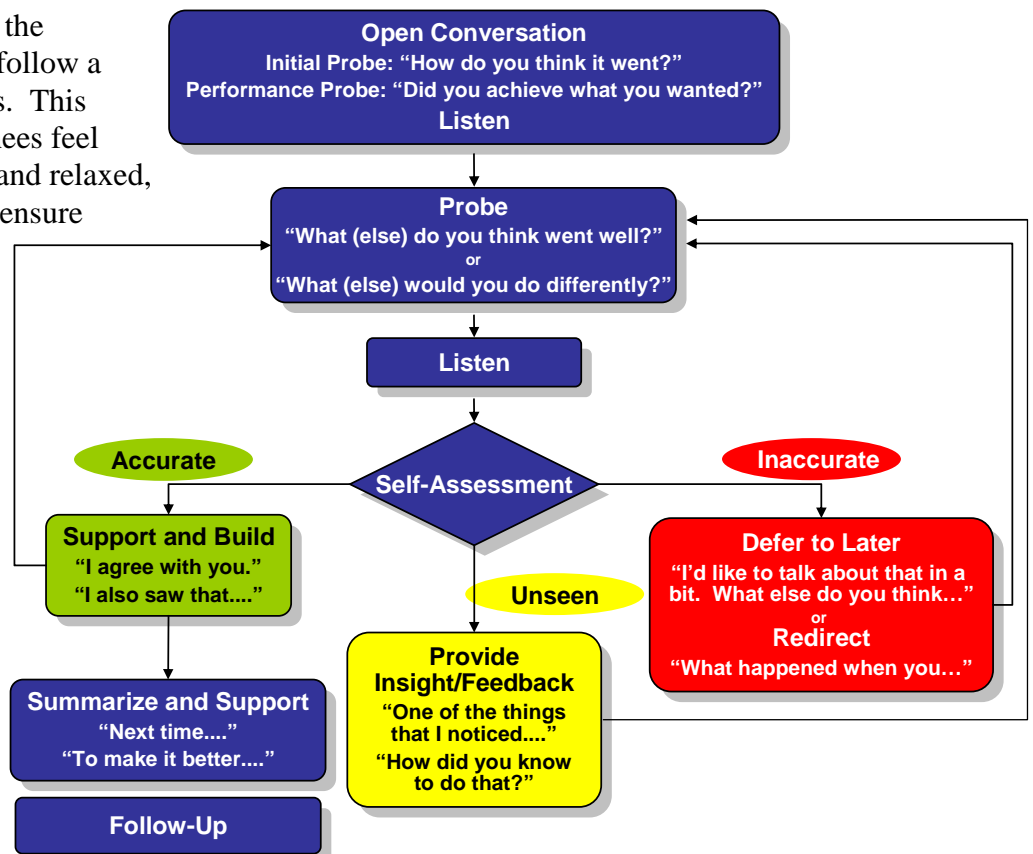 the
follow a
s.  This
nees feel
and relaxed,
ensure
Open Conversation
Initial Probe: “How do you think it went?”
Performance Probe: “Did you achieve what you wanted?”
Listen
Probe
“What (else) do you think went well?”
or
“What (else) would you do differently?”
Listen
Self-Assessment
Accurate
Support and Build
“I agree with you.”
“I also saw that....”
Summarize and Support
“Next time....”
“To make it better....”
Follow-Up
Unseen
Provide
Insight/Feedback
“One of the things
that I noticed....”
“How did you know
to do that?”
Inaccurate
Defer to Later
“I’d like to talk about that in a
bit.  What else do you think…”
or
Redirect
“What happened when you…”